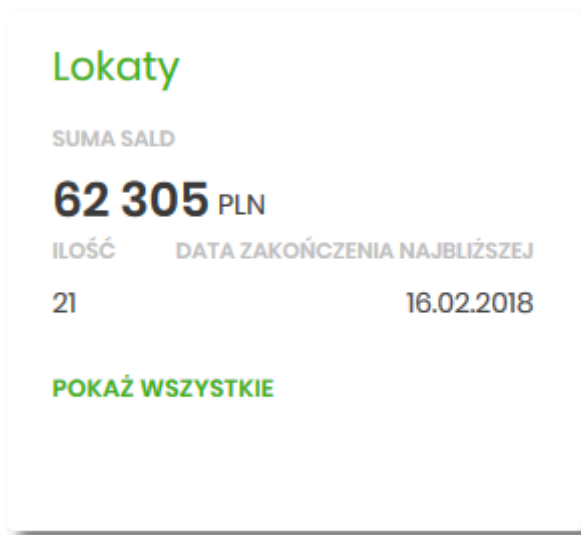 Lokaty
SUMA SALD
62 305 PLN
ILOŚĆ DATA ZAKOŃCZENIA NAJBLIŻSZEJ
21 16.02.2018
POKAŻ WSZYSTKIE